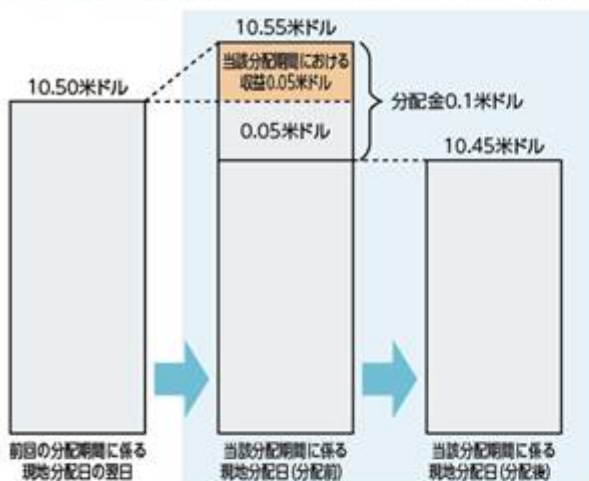 10.55米ドル
10.50米ドル
当該分配期間における
収益0.05米ドル
分配金0.1米ドル
0.05米ドル
10.45米ドル
前回の分配期間に係る
現地分配日の翌日
当該分配期間に係る
現地分配日(分配前)
当該分配期間に係る
現地分配日(分配後)